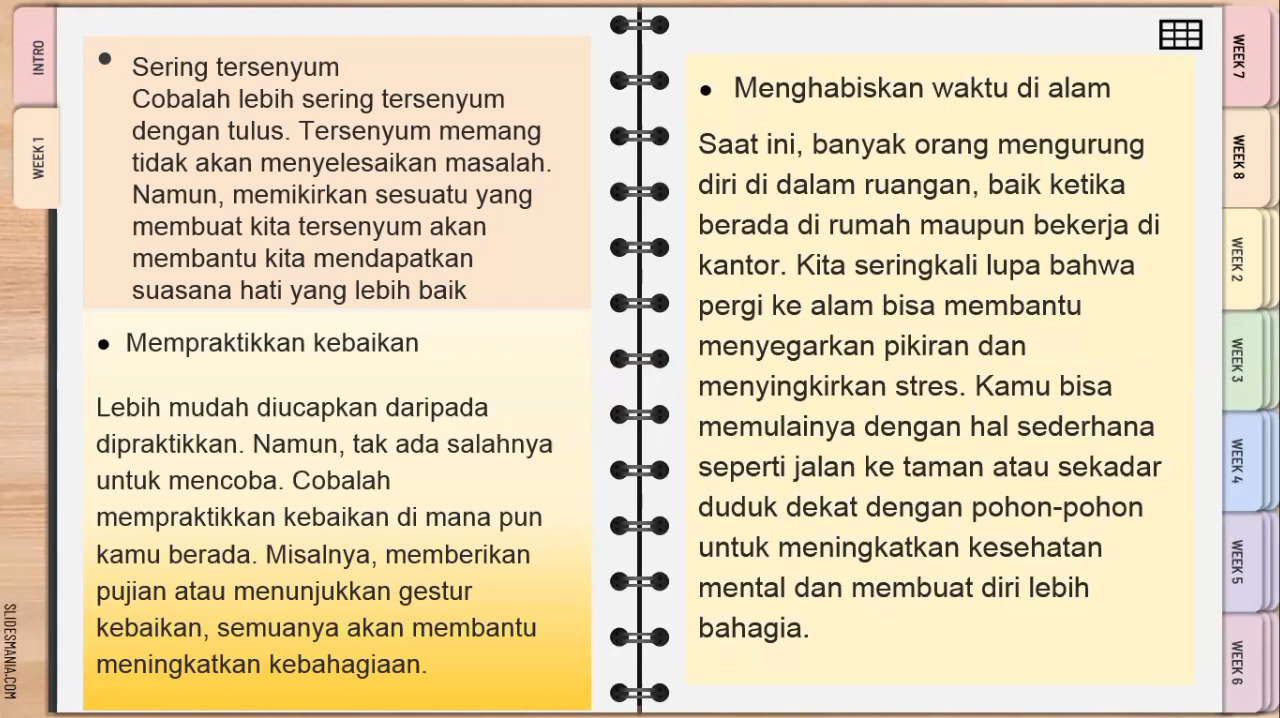 INTRO
WEEK 1
• Sering tersenyum
Cobalah lebih sering tersenyum
dengan tulus. Tersenyum memang
tidak akan menyelesaikan masalah.
Namun, memikirkan sesuatu yang
membuat kita tersenyum akan
membantu kita mendapatkan
suasana hati yang lebih baik
• Mempraktikkan kebaikan
Lebih mudah diucapkan daripada
dipraktikkan. Namun, tak ada salahnya
untuk mencoba. Cobalah
mempraktikkan kebaikan di mana pun
kamu berada. Misalnya, memberikan
pujian atau menunjukkan gestur
kebaikan, semuanya akan membantu
meningkatkan kebahagiaan.
• Menghabiskan waktu di alam
Saat ini, banyak orang mengurung
diri di dalam ruangan, baik ketika
berada di rumah maupun bekerja di
kantor. Kita seringkali lupa bahwa
pergi ke alam bisa membantu
menyegarkan pikiran dan
menyingkirkan stres. Kamu bisa
memulainya dengan hal sederhana
seperti jalan ke taman atau sekadar
duduk dekat dengan pohon-pohon
untuk meningkatkan kesehatan
mental dan membuat diri lebih
bahagia.
WEEK 7
WEEK 8
WEEK 2
WEEK 3
WEEK 4
WEEK 5
WEEK 6
SLIDESMANIA.COM